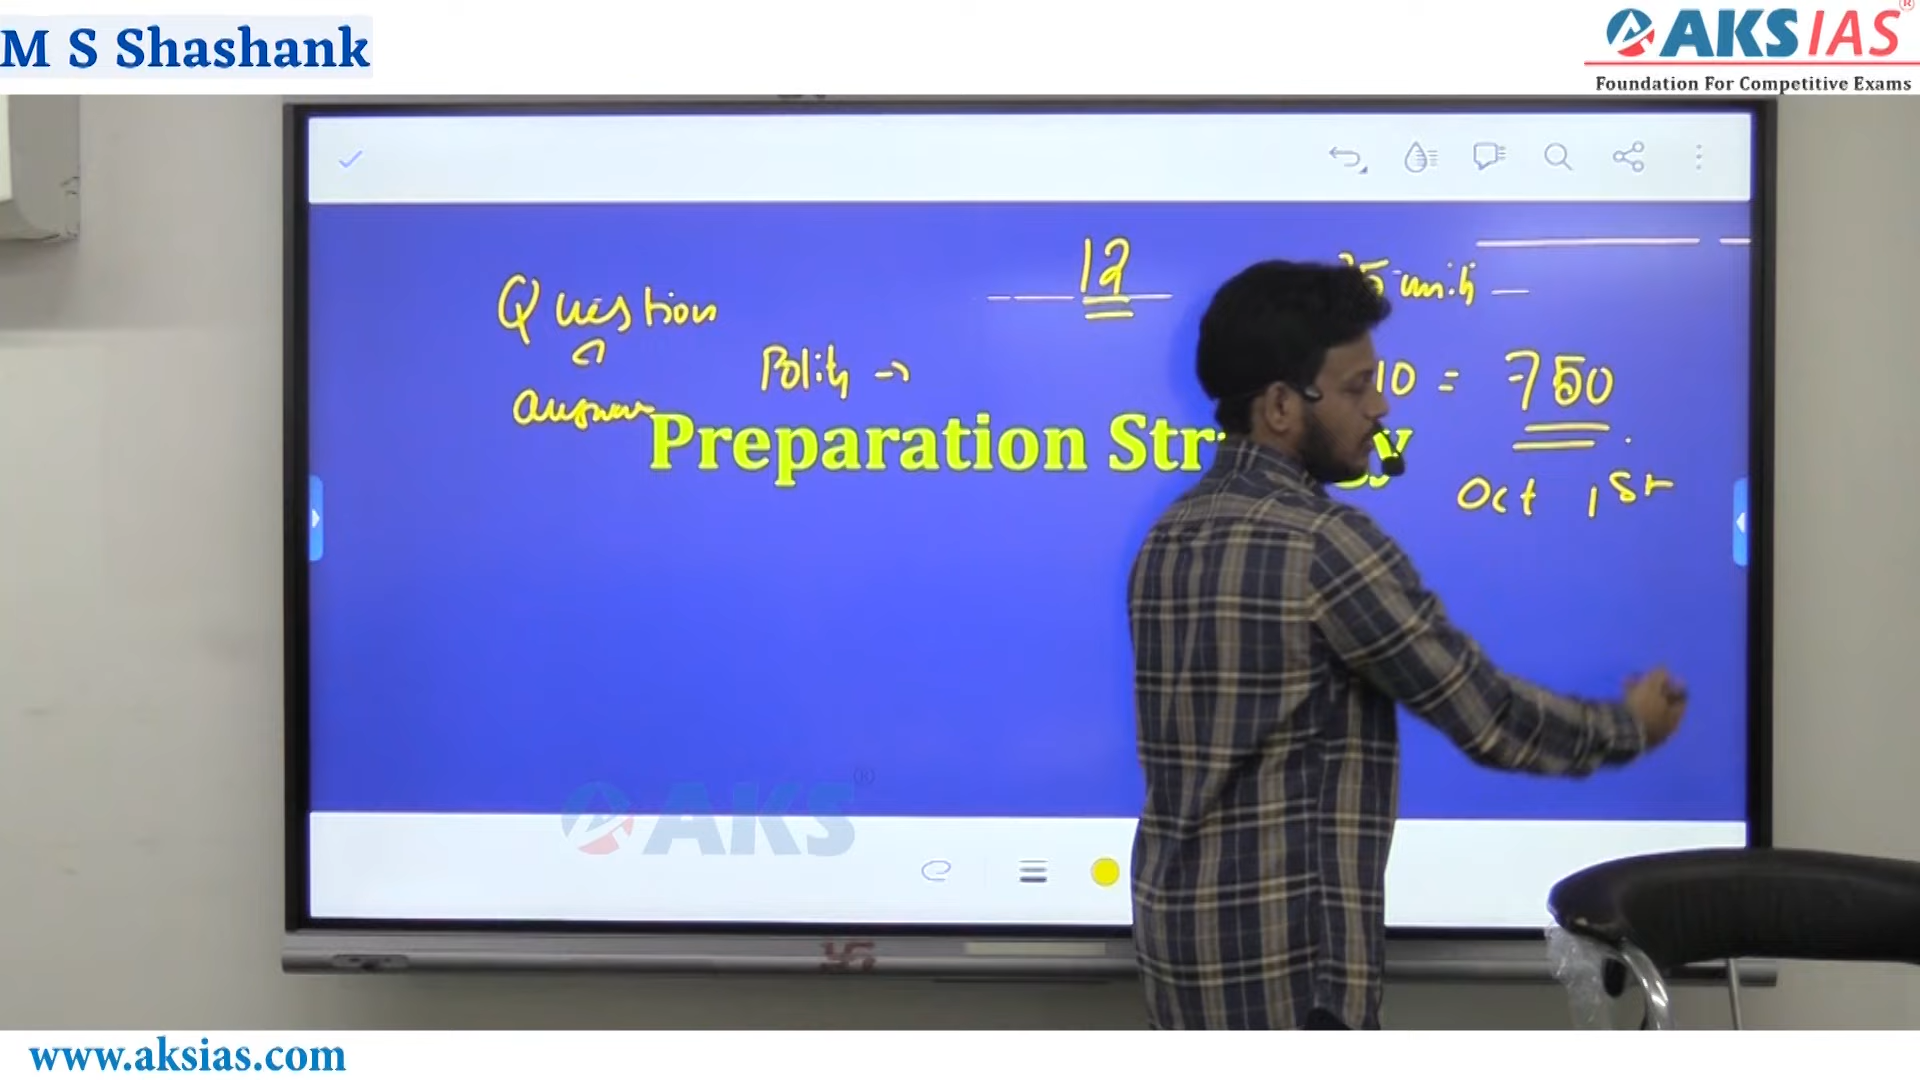 M S Shashank
AKS IAS®
Foundation For Competitive Exams
12
5 units
Question
Polity →
10 = 750
answer
Preparation Str y
Oct 1st
AKS®
www.aksias.com